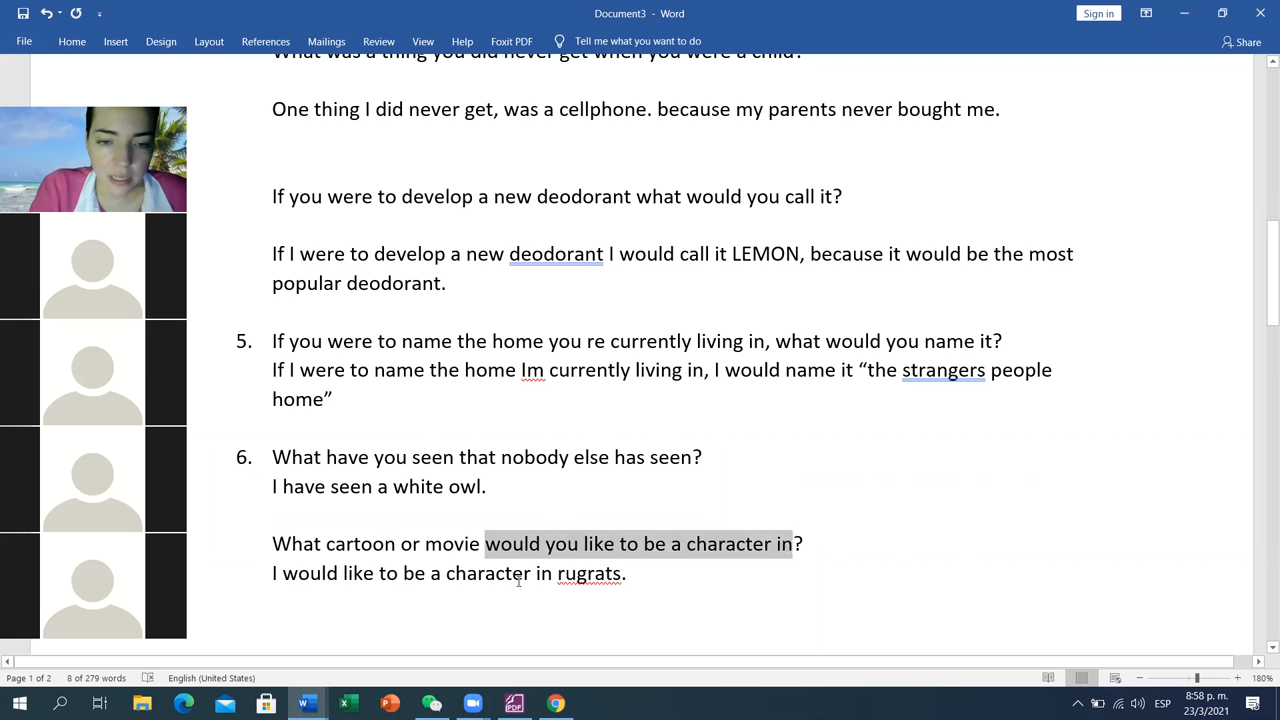 Document3 - Word
Sign in
File Home Insert Design Layout References Mailings Review View Help Foxit PDF Tell me what you want to do Share
What was a thing you did never get when you were a child?
One thing I did never get, was a cellphone. because my parents never bought me.
If you were to develop a new deodorant what would you call it?
If I were to develop a new deodorant I would call it LEMON, because it would be the most
popular deodorant.
5. If you were to name the home you re currently living in, what would you name it?
If I were to name the home Im currently living in, I would name it “the strangers people
home”
6. What have you seen that nobody else has seen?
I have seen a white owl.
What cartoon or movie would you like to be a character in?
I would like to be a character in rugrats.
Page 1 of 2 8 of 279 words English (United States) 180%
ESP 8:58 p. m.
23/3/2021